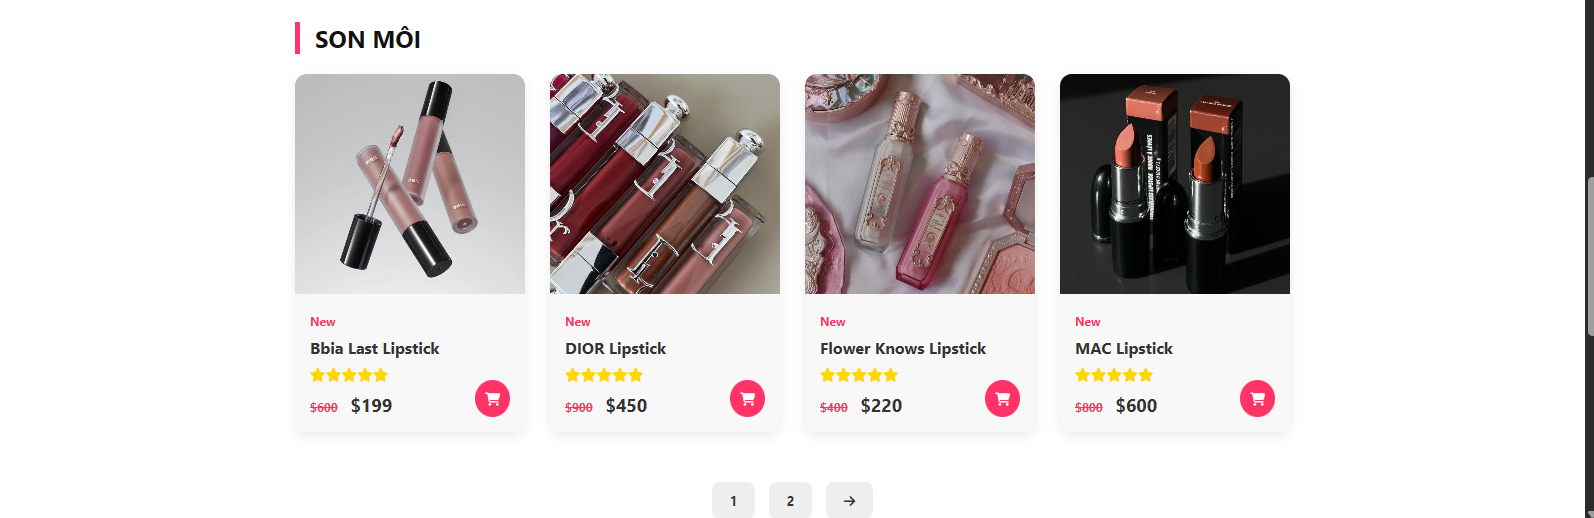 SON MÔI
New
Bbia Last Lipstick
$600 $199
New
DIOR Lipstick
$900 $450
New
Flower Knows Lipstick
$400 $220
New
MAC Lipstick
$800 $600
1 2 →